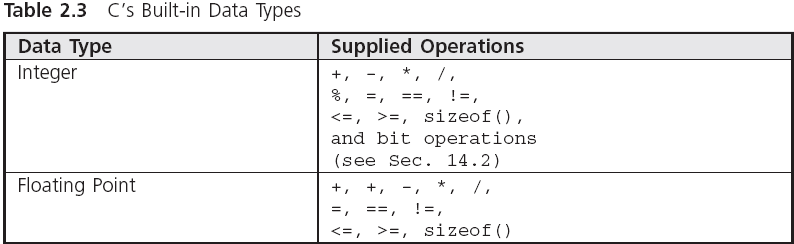 Table 2.3 C's Built-in Data Types
Data Type Supplied Operations
Integer +, -, *, /,
%, =, ==, !=,
<=, >=, sizeof(),
and bit operations
(see Sec. 14.2)
Floating Point +, +, -, *, /,
=, ==, !=,
<=, >=, sizeof()